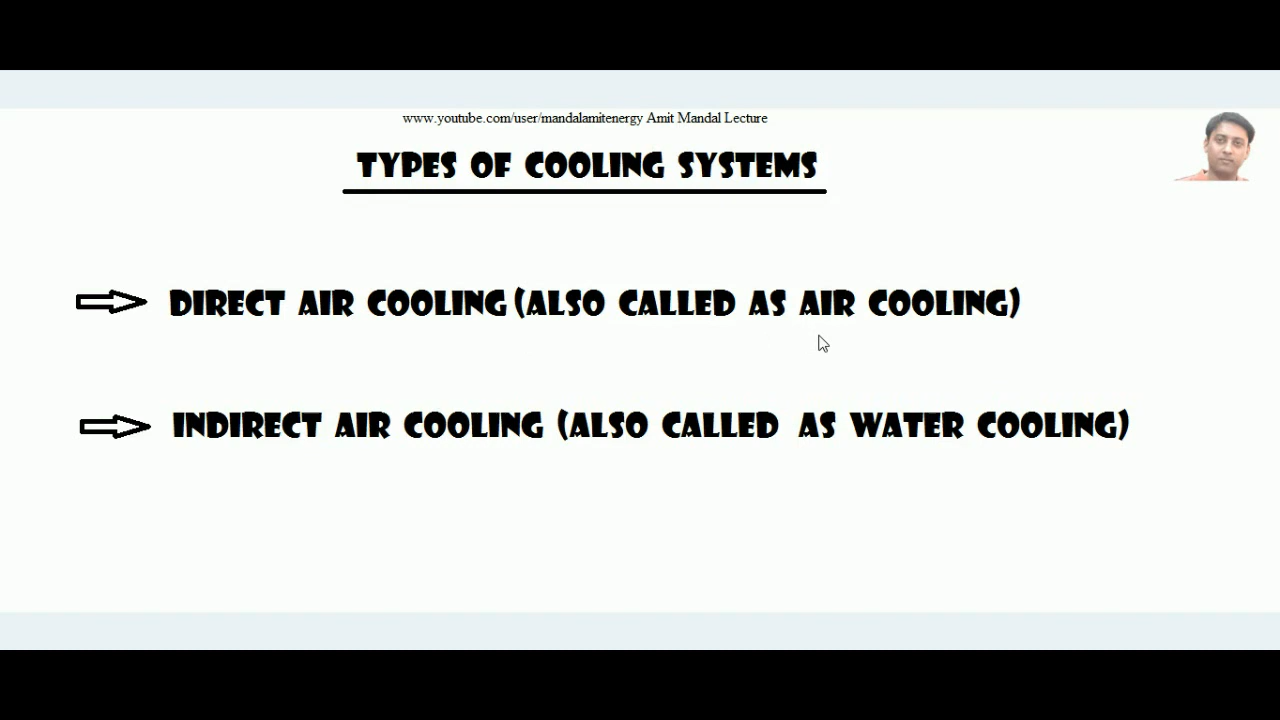 www.youtube.com/user/mandalamitenergy Amit Mandal Lecture
TYPES OF COOLING SYSTEMS
DIRECT AIR COOLING (ALSO CALLED AS AIR COOLING)
INDIRECT AIR COOLING (ALSO CALLED AS WATER COOLING)